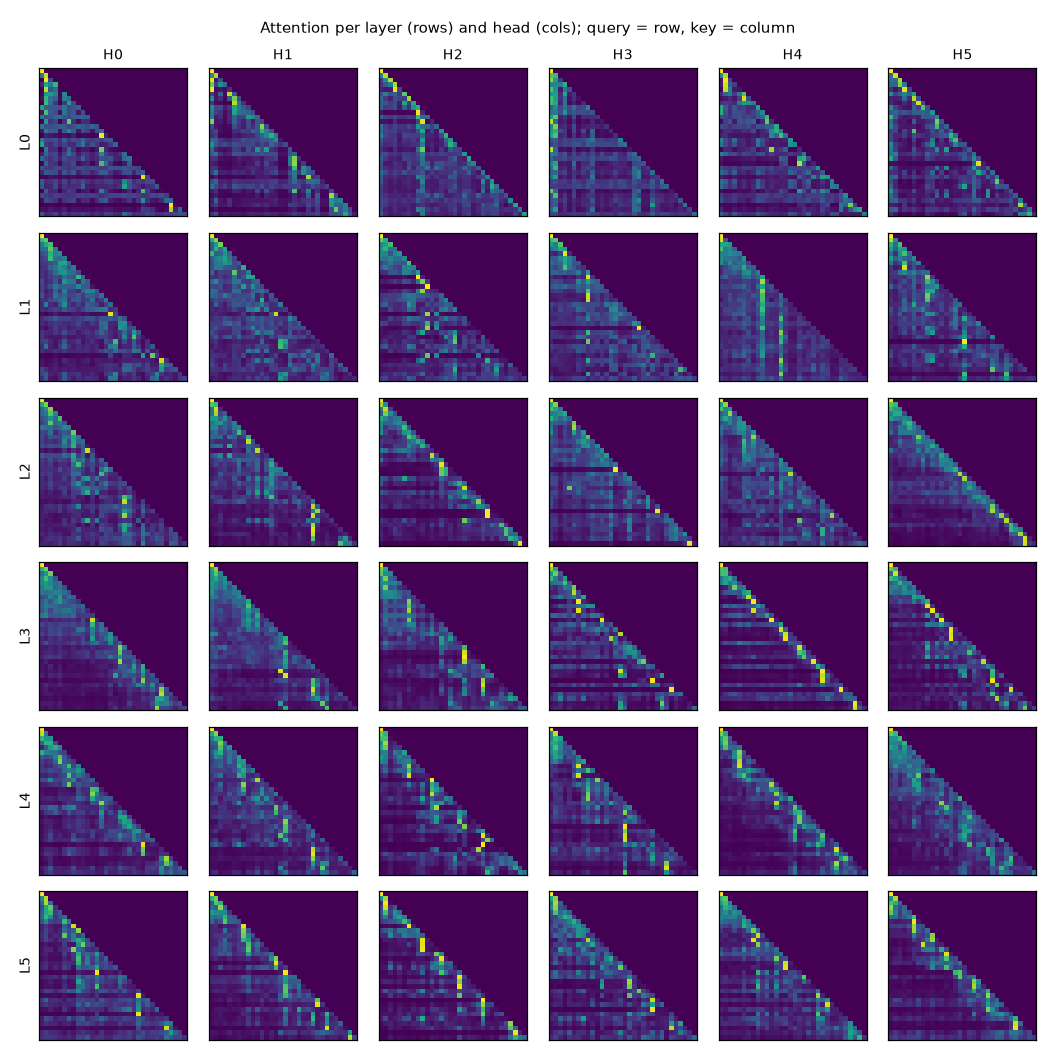 Attention per layer (rows) and head (cols); query = row, key = column
H0 H1 H2 H3 H4 H5
L0
L1
L2
L3
L4
L5